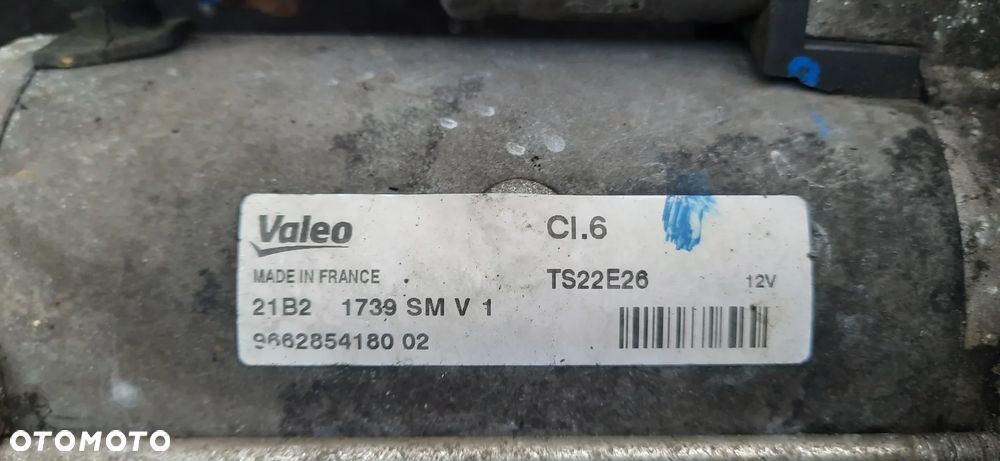 Valeo
CI.6
MADE IN FRANCE
TS22E26
12V
21B2 1739 SM V 1
9662854180 02
OTOMOTO